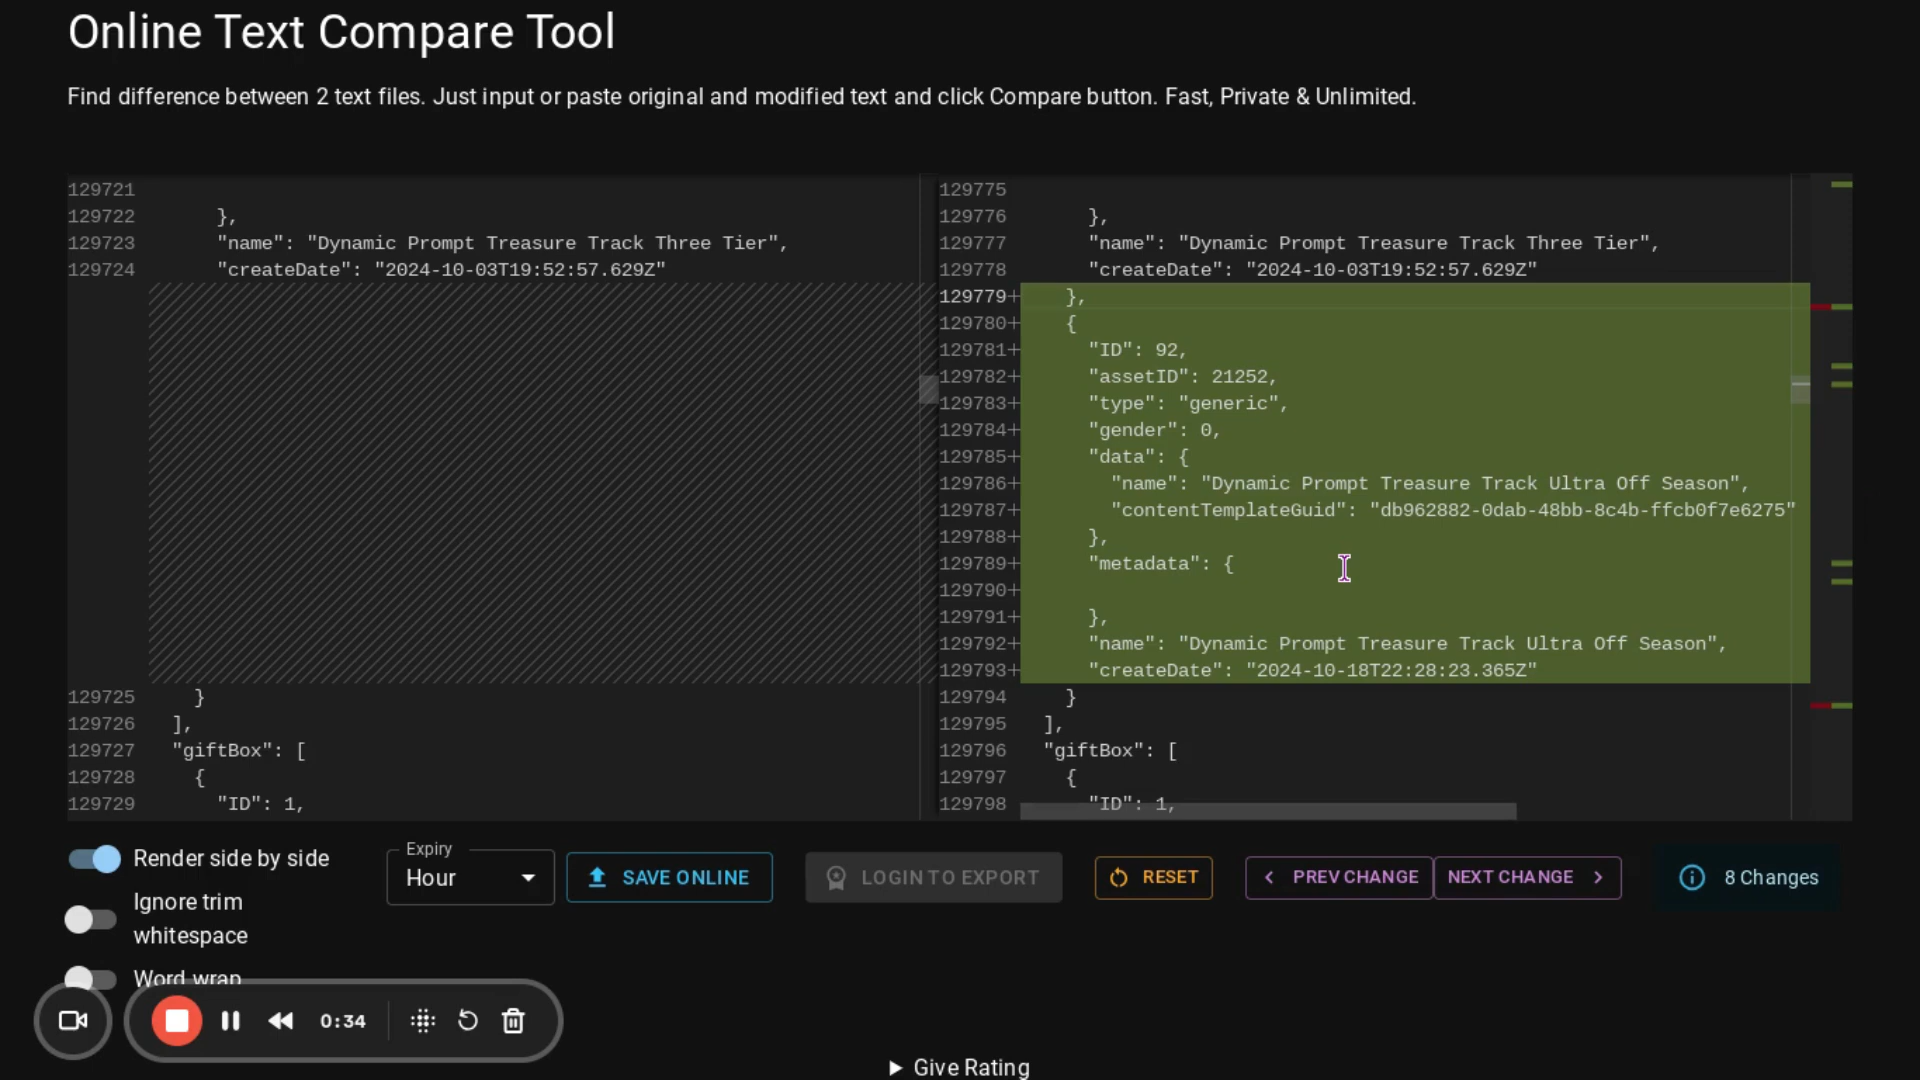 Online Text Compare Tool
Find difference between 2 text files. Just input or paste original and modified text and click Compare button. Fast, Private & Unlimited.
129721
129722 },
129723 "name": "Dynamic Prompt Treasure Track Three Tier",
129724 "createDate": "2024-10-03T19:52:57.629Z"
129725 }
129726 ],
129727 "giftBox": [
129728 {
129729 "ID": 1,
129775
129776 },
129777 "name": "Dynamic Prompt Treasure Track Three Tier",
129778 "createDate": "2024-10-03T19:52:57.629Z"
129779+ },
129780+ {
129781+ "ID": 92,
129782+ "assetID": 21252,
129783+ "type": "generic",
129784+ "gender": 0,
129785+ "data": {
129786+ "name": "Dynamic Prompt Treasure Track Ultra Off Season",
129787+ "contentTemplateGuid": "db962882-0dab-48bb-8c4b-ffcb0f7e6275"
129788+ },
129789+ "metadata": {
129790+
129791+ },
129792+ "name": "Dynamic Prompt Treasure Track Ultra Off Season",
129793+ "createDate": "2024-10-18T22:28:23.365Z"
129794 }
129795 ],
129796 "giftBox": [
129797 {
129798 "ID": 1,
Render side by side
Ignore trim
whitespace
Word wrap
Expiry
Hour
SAVE ONLINE
LOGIN TO EXPORT
RESET
PREV CHANGE
NEXT CHANGE
8 Changes
0:34
Give Rating